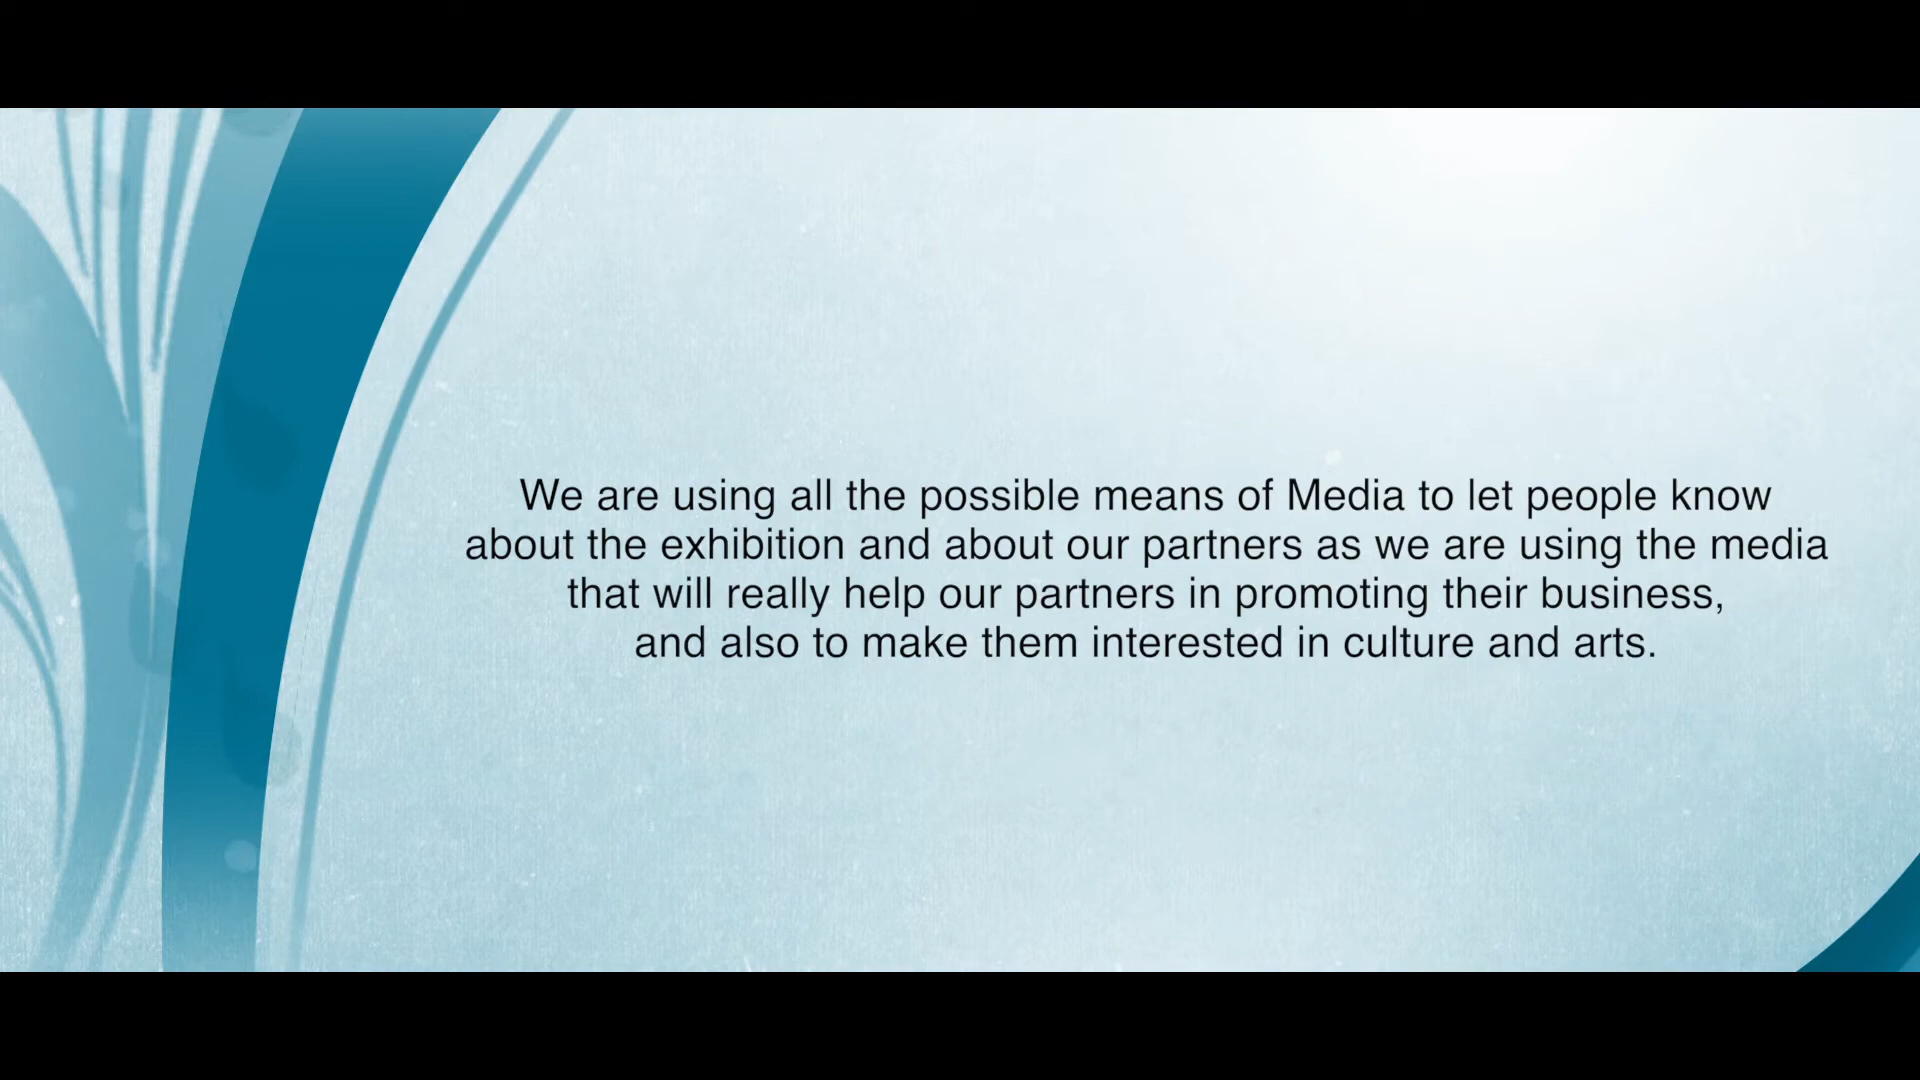 We are using all the possible means of Media to let people know
about the exhibition and about our partners as we are using the media
that will really help our partners in promoting their business,
and also to make them interested in culture and arts.